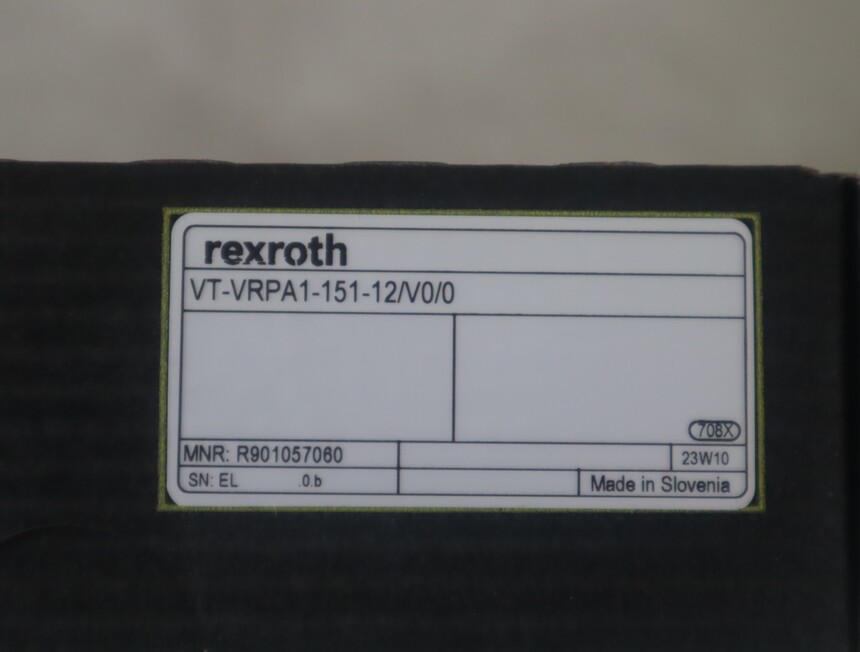 rexroth
VT-VRPA1-151-12/V0/0
708X
MNR: R901057060
23W10
SN: EL .0.b
Made in Slovenia